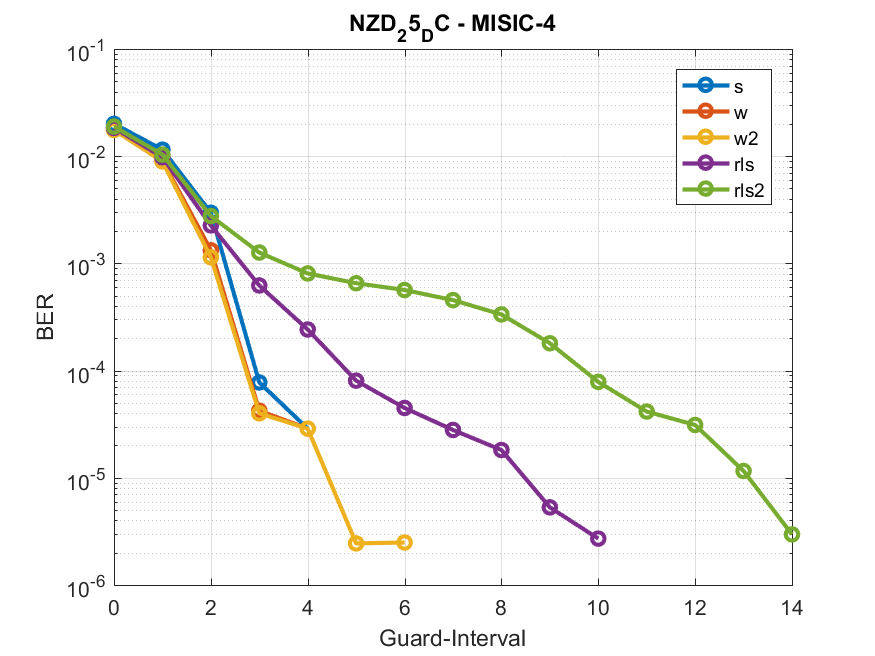 NZD₂5_DC - MISIC-4
10⁻¹
10⁻²
10⁻³
10⁻⁴
10⁻⁵
10⁻⁶
BER
s
w
w2
rls
rls2
0 2 4 6 8 10 12 14
Guard-Interval